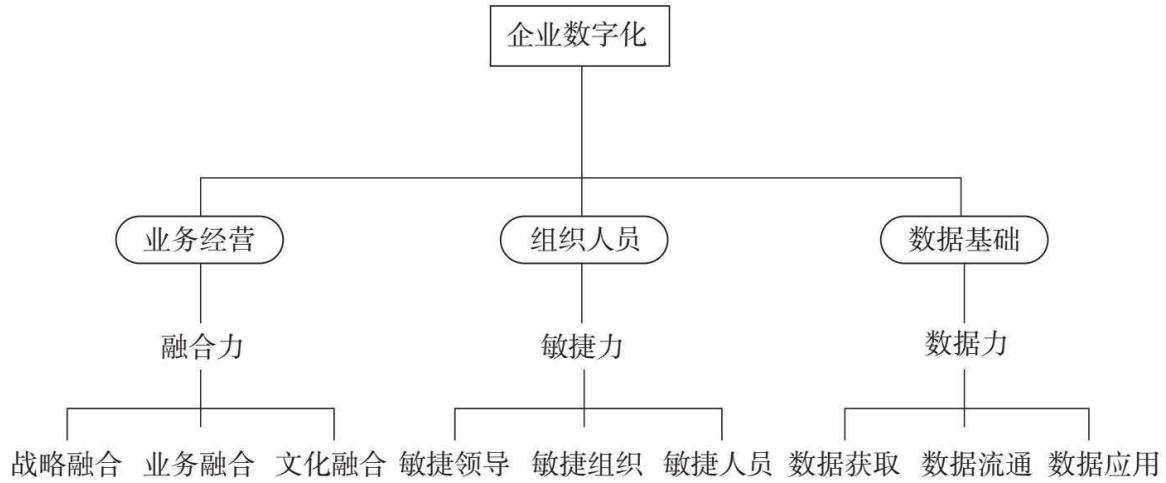 企业数字化
业务经营 组织人员 数据基础
融合力 敏捷力 数据力
战略融合 业务融合 文化融合 敏捷领导 敏捷组织 敏捷人员 数据获取 数据流通 数据应用